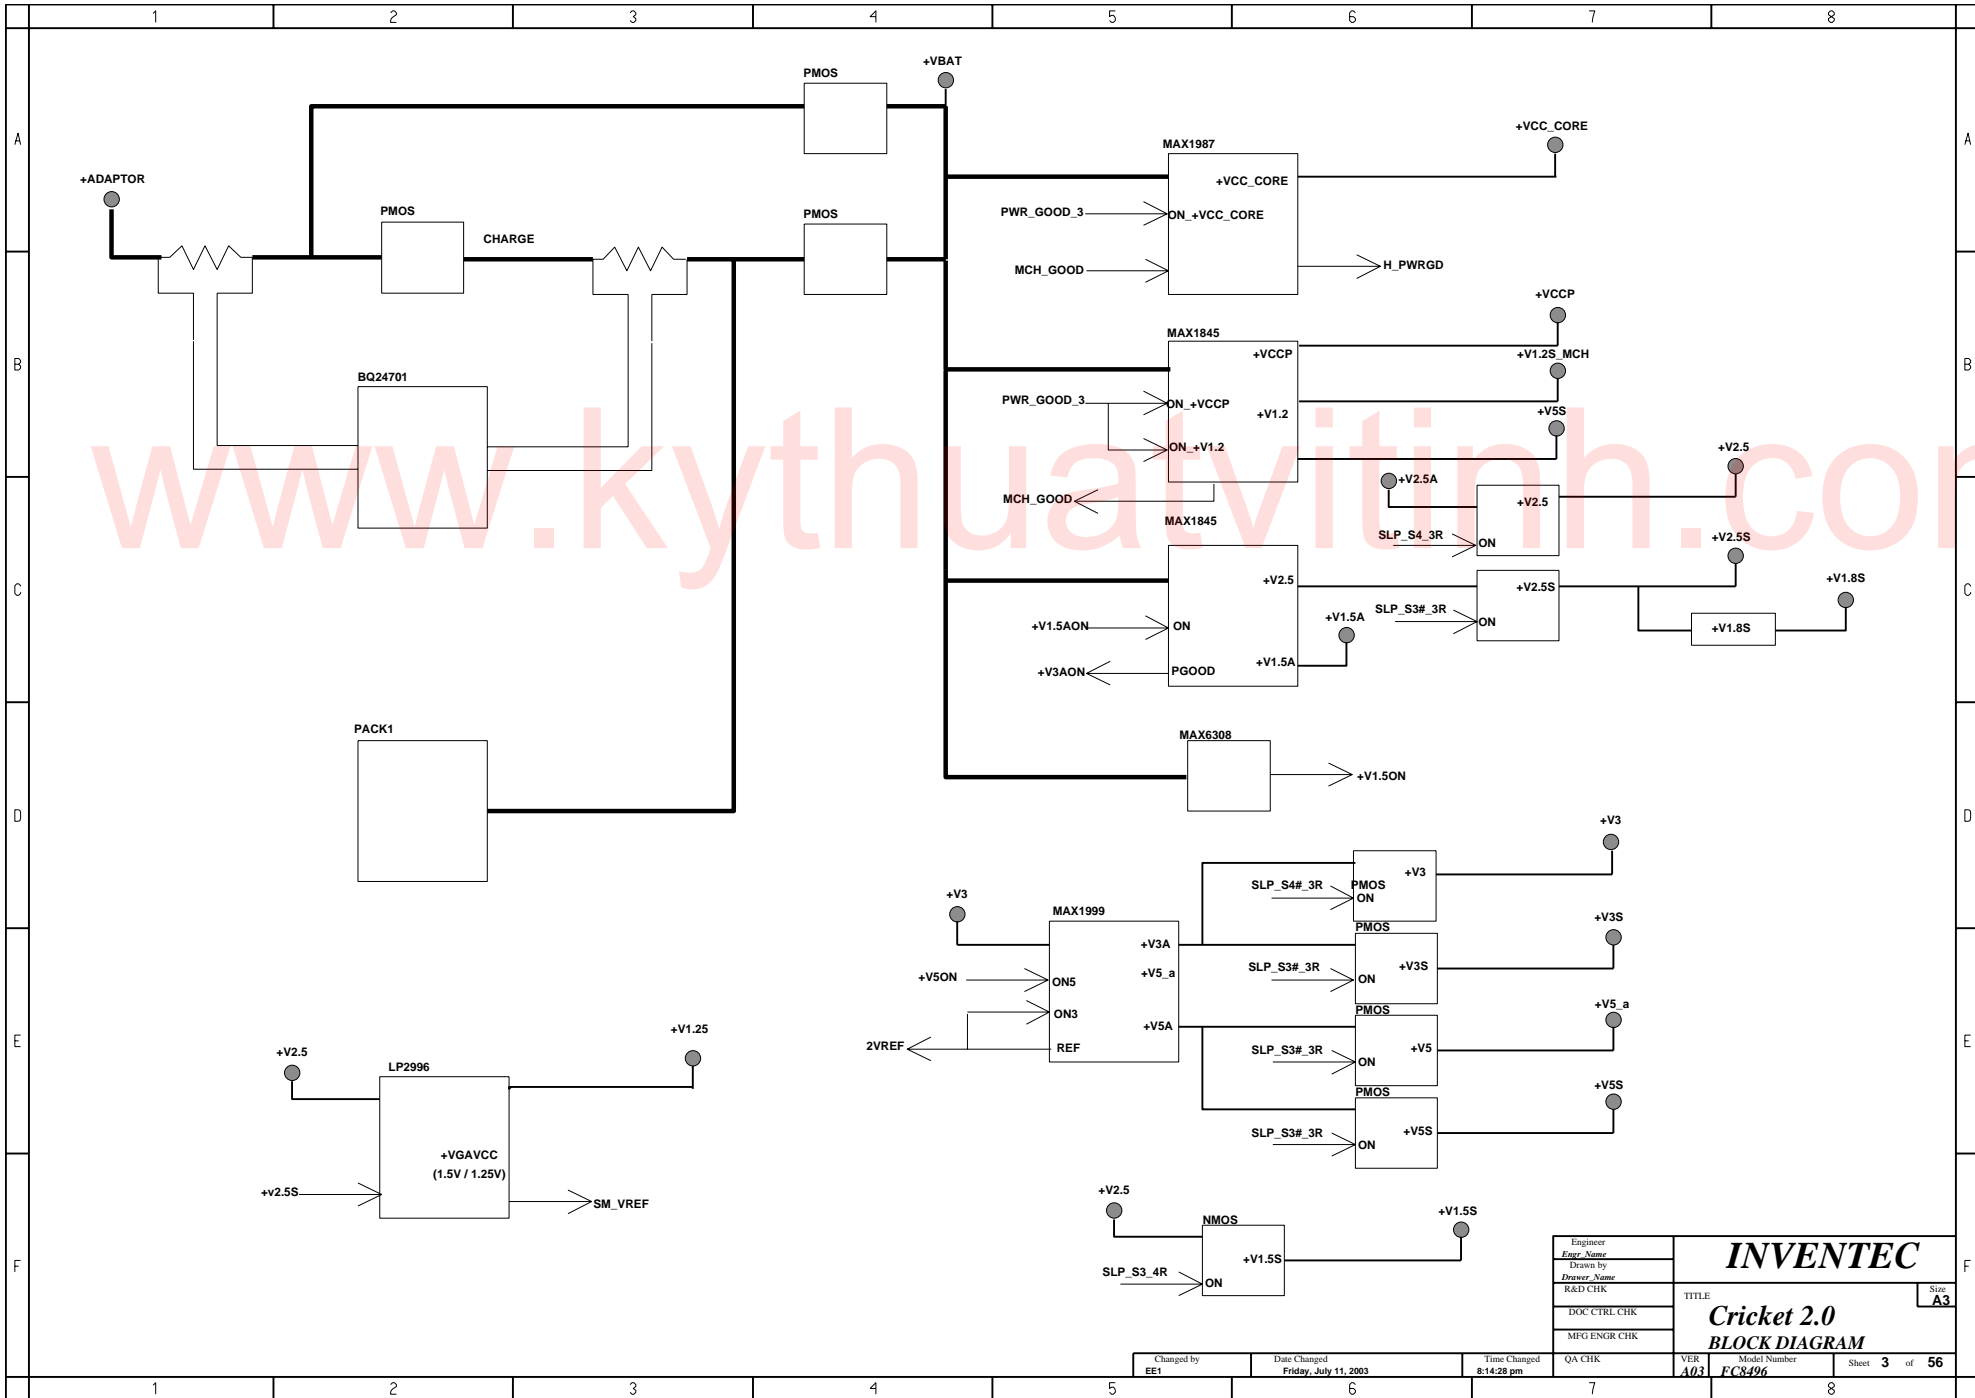 1 2 3 4 5 6 7 8
A
B
C
D
E
F
A
B
C
D
E
F
+ADAPTOR
PMOS
CHARGE
PMOS
PMOS
+VBAT
BQ24701
PACK1
MAX1987
+VCC_CORE
PWR_GOOD_3
ON_+VCC_CORE
MCH_GOOD
H_PWRGD
+VCC_CORE
MAX1845
+VCCP
+VCCP
+V1.2S_MCH
PWR_GOOD_3
ON_+VCCP
+V1.2
ON_+V1.2
+V5S
MCH_GOOD
www.kythuatvitinh.com
MAX1845
+V2.5
+V1.5AON
ON
+V3AON
PGOOD
+V1.5A
+V1.5A
+V2.5A
+V2.5
+V2.5
SLP_S4_3R
ON
+V2.5S
+V2.5S
SLP_S3#_3R
ON
+V1.8S
+V1.8S
MAX6308
+V1.5ON
+V3
MAX1999
+V3A
+V5_a
+V5ON
ON5
ON3
+V5A
2VREF
REF
+V3
+V3
SLP_S4#_3R
PMOS
ON
PMOS
+V3S
+V3S
SLP_S3#_3R
ON
PMOS
+V5_a
+V5
SLP_S3#_3R
ON
PMOS
+V5S
+V5S
SLP_S3#_3R
ON
+V2.5
LP2996
+V1.25
+VGAVCC
(1.5V / 1.25V)
+v2.5S
SM_VREF
+V2.5
NMOS
+V1.5S
+V1.5S
SLP_S3_4R
ON
Engineer
Engr_Name
Drawn by
Drawer_Name
R&D CHK
DOC CTRL CHK
MFG ENGR CHK
QA CHK
INVENTEC
TITLE
Size
A3
Cricket 2.0
BLOCK DIAGRAM
Changed by
EE1
Date Changed
Friday, July 11, 2003
Time Changed
8:14:28 pm
VER
A03
Model Number
FC8496
Sheet 3 of 56
1 2 3 4 5 6 7 8